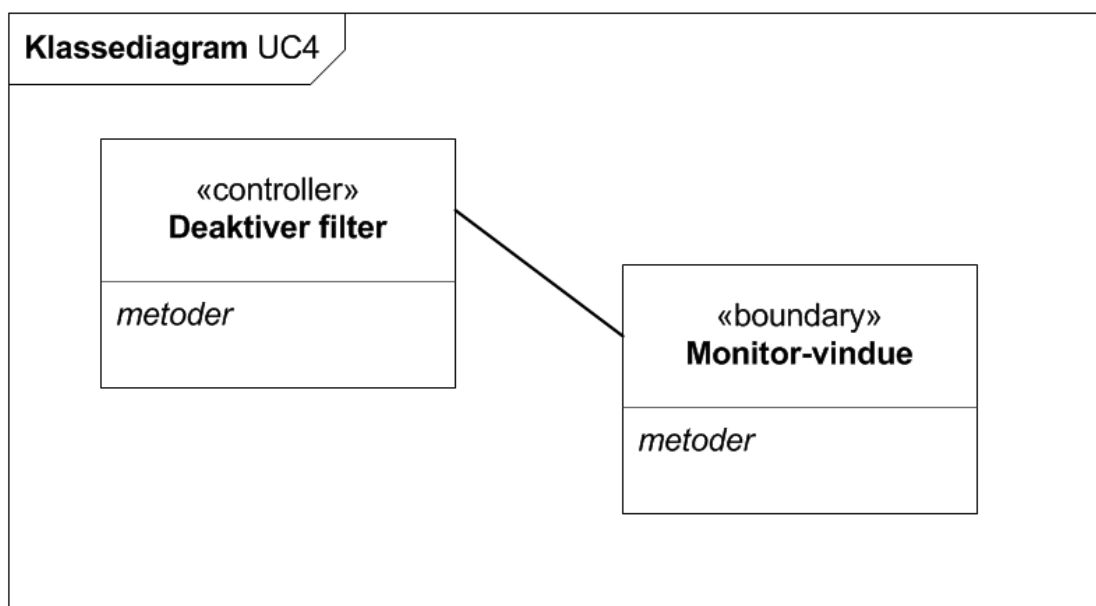 Klassediagram UC4
«controller»
Deaktiver filter
metoder
«boundary»
Monitor-vindue
metoder